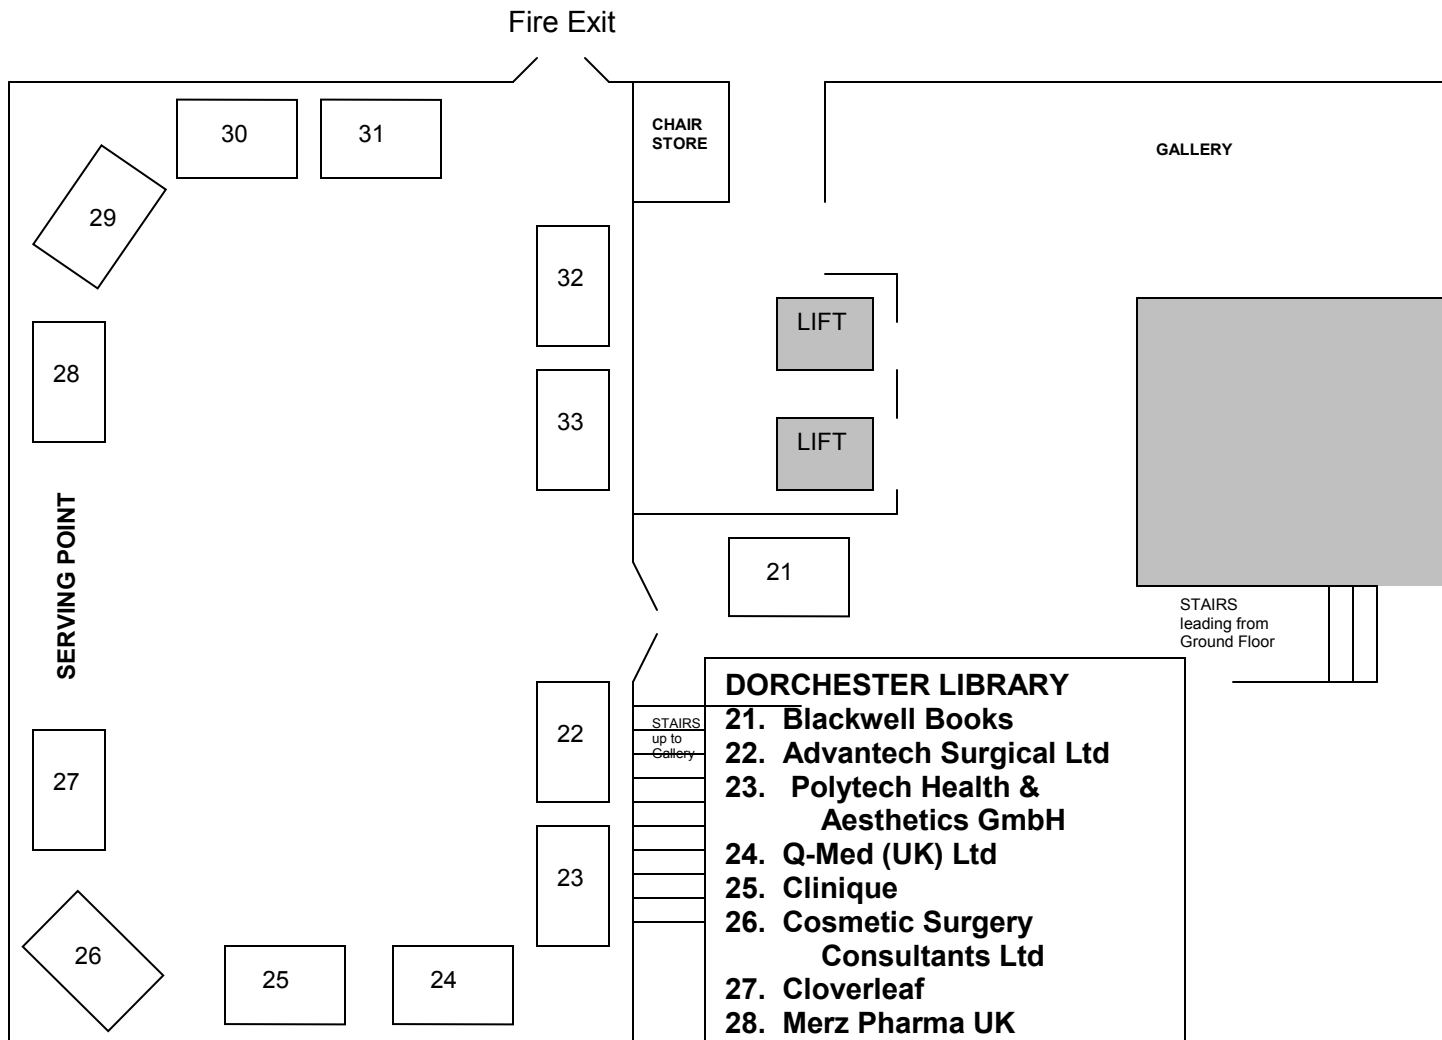 Fire Exit
30
31
CHAIR
STORE
GALLERY
29
32
LIFT
28
33
LIFT
SERVING POINT
21
STAIRS
leading from
Ground Floor
22
STAIRS
up to
Gallery
27
23
26
25
24
DORCHESTER LIBRARY
21. Blackwell Books
22. Advantech Surgical Ltd
23. Polytech Health &
Aesthetics GmbH
24. Q-Med (UK) Ltd
25. Clinique
26. Cosmetic Surgery
Consultants Ltd
27. Cloverleaf
28. Merz Pharma UK